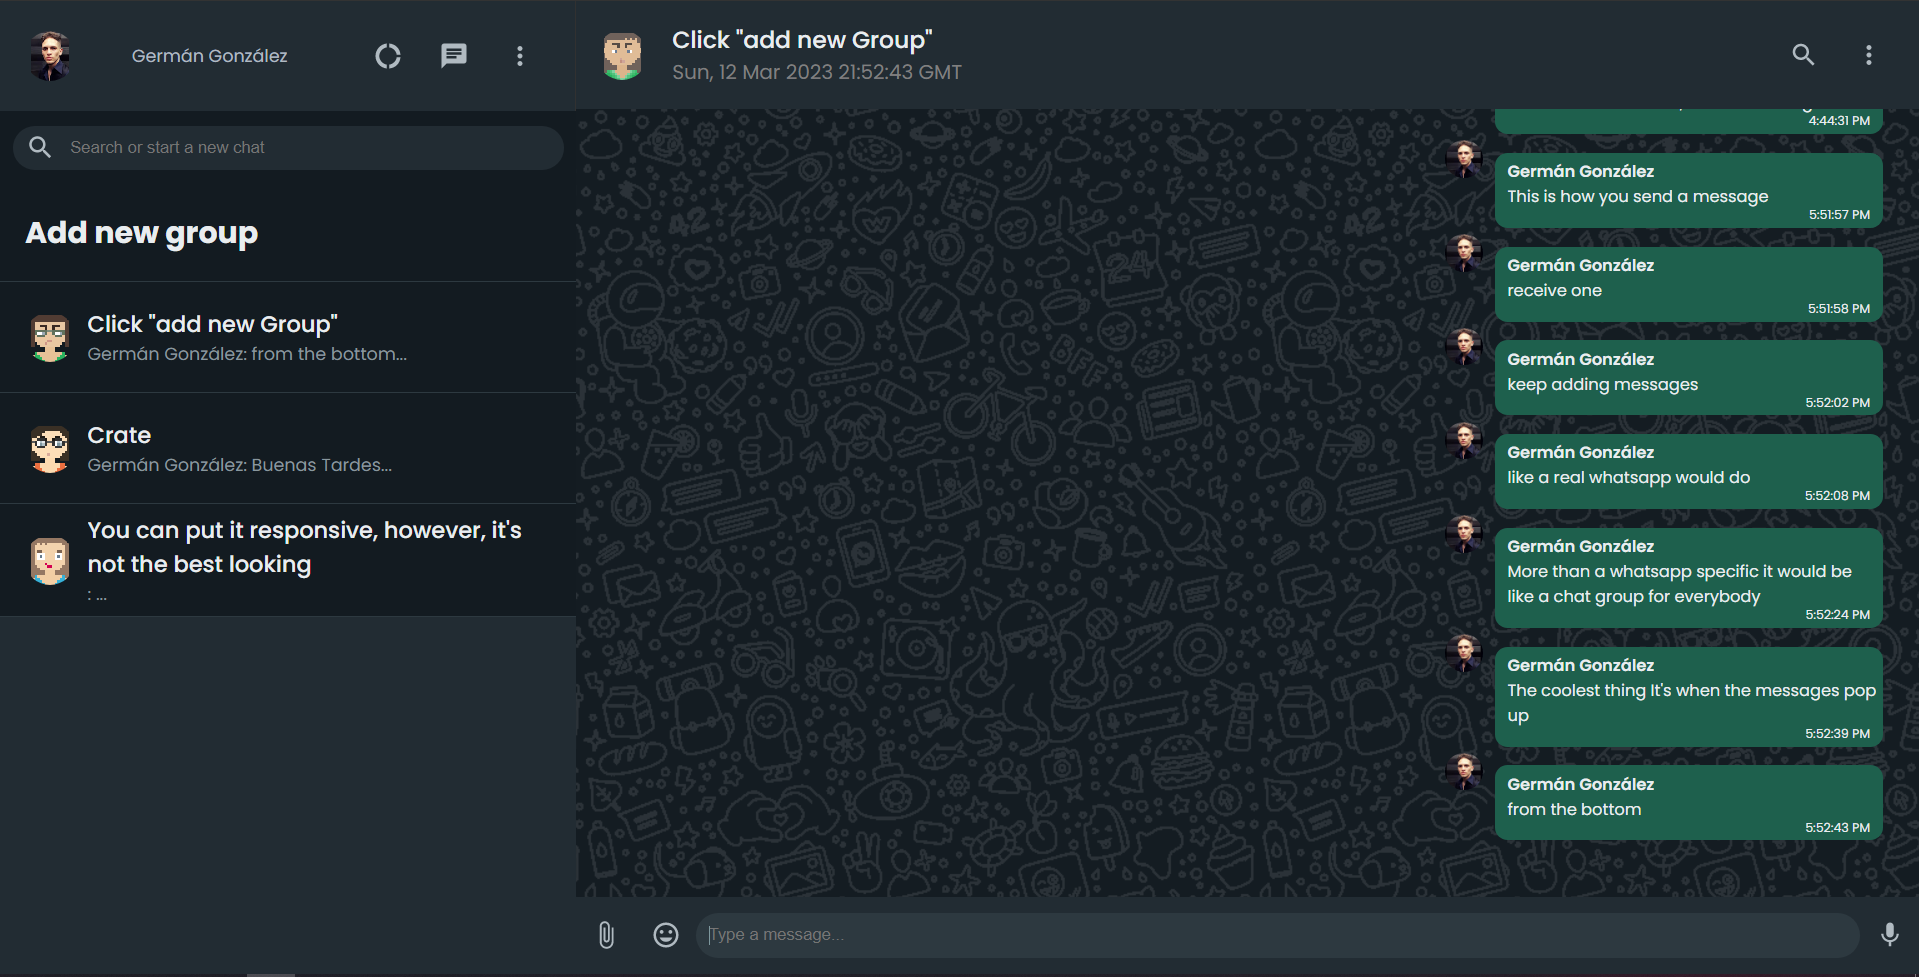 Germán González
Search or start a new chat
Add new group
Click "add new Group"
Germán González: from the bottom...
Crate
Germán González: Buenas Tardes...
You can put it responsive, however, it's
not the best looking
: ...
Click "add new Group"
Sun, 12 Mar 2023 21:52:43 GMT
4:44:31 PM
Germán González
This is how you send a message
5:51:57 PM
Germán González
receive one
5:51:58 PM
Germán González
keep adding messages
5:52:02 PM
Germán González
like a real whatsapp would do
5:52:08 PM
Germán González
More than a whatsapp specific it would be
like a chat group for everybody
5:52:24 PM
Germán González
The coolest thing It's when the messages pop
up
5:52:39 PM
Germán González
from the bottom
5:52:43 PM
Type a message...